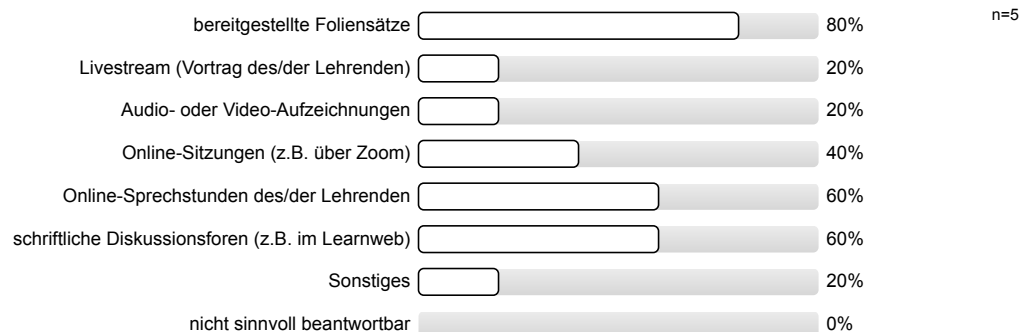 bereitgestellte Foliensätze 80% n=5
Livestream (Vortrag des/der Lehrenden) 20%
Audio- oder Video-Aufzeichnungen 20%
Online-Sitzungen (z.B. über Zoom) 40%
Online-Sprechstunden des/der Lehrenden 60%
schriftliche Diskussionsforen (z.B. im Learnweb) 60%
Sonstiges 20%
nicht sinnvoll beantwortbar 0%